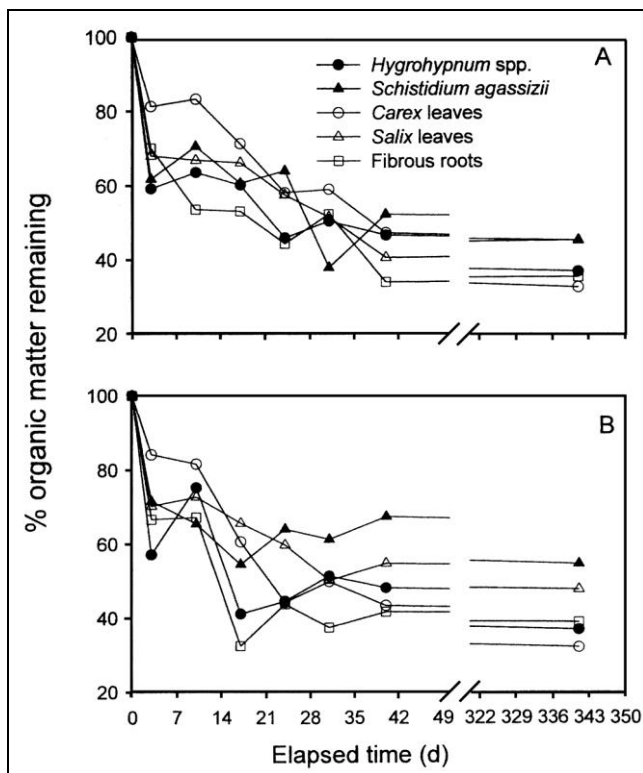 100
80
60
40
20
A
Hygrohypnum spp.
Schistidium agassizii
Carex leaves
Salix leaves
Fibrous roots
% organic matter remaining
100
80
60
40
20
B
0 7 14 21 28 35 42 49 322 329 336 343 350
Elapsed time (d)